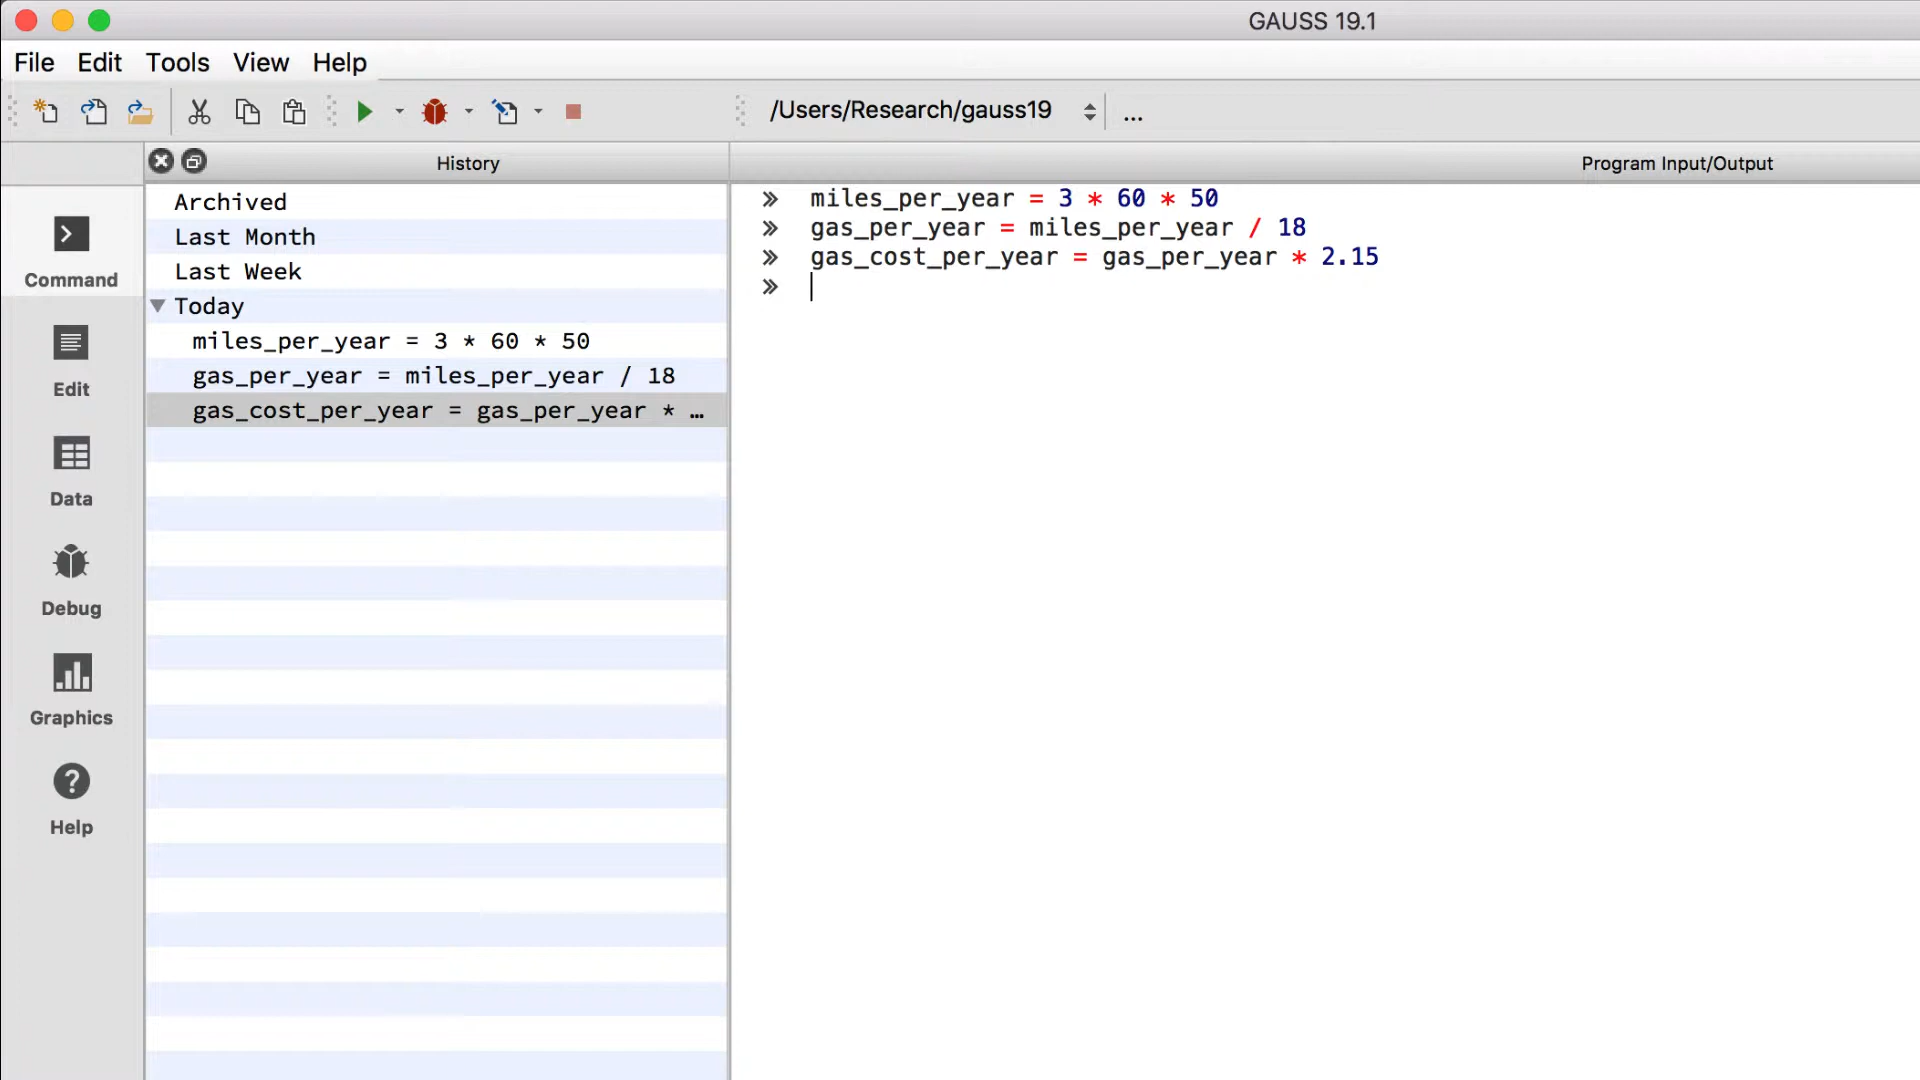 GAUSS 19.1
File Edit Tools View Help
/Users/Research/gauss19 ...
History
Program Input/Output
Command
Edit
Data
Debug
Graphics
Help
Archived
Last Month
Last Week
Today
miles_per_year = 3 * 60 * 50
gas_per_year = miles_per_year / 18
gas_cost_per_year = gas_per_year * …
» miles_per_year = 3 * 60 * 50
» gas_per_year = miles_per_year / 18
» gas_cost_per_year = gas_per_year * 2.15
»